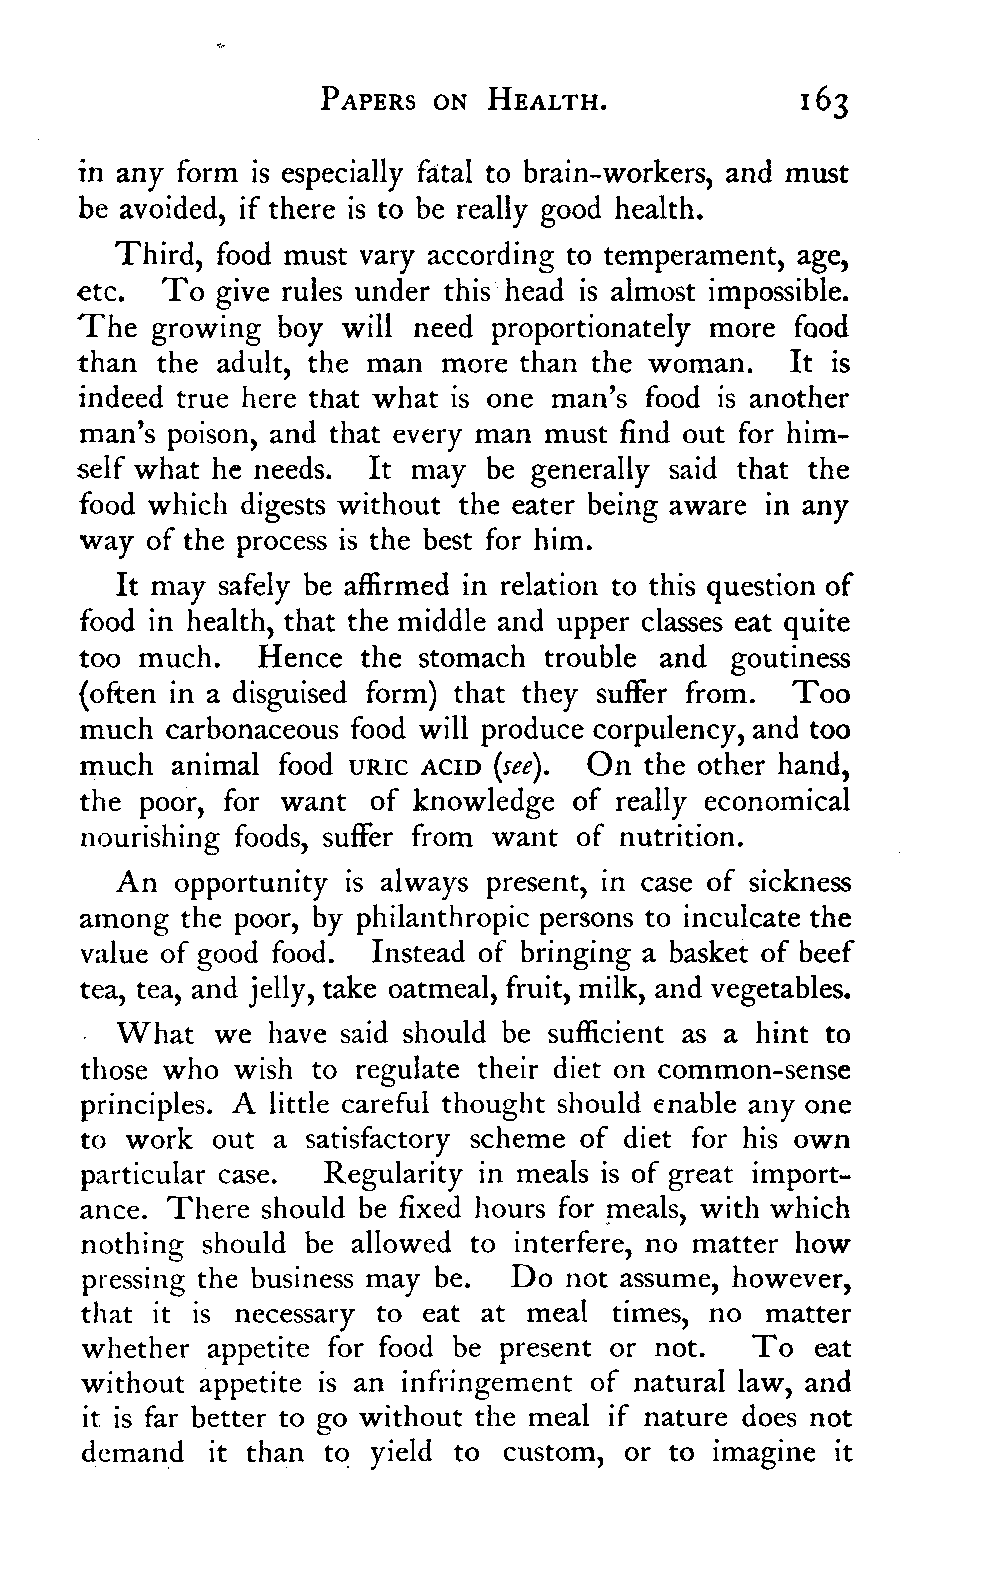 Papers on Health. 163
in any form is especially fatal to brain-workers, and must
be avoided, if there is to be really good health.
Third, food must vary according to temperament, age,
etc. To give rules under this head is almost impossible.
The growing boy will need proportionately more food
than the adult, the man more than the woman. It is
indeed true here that what is one man's food is another
man's poison, and that every man must find out for him-
self what he needs. It may be generally said that the
food which digests without the eater being aware in any
way of the process is the best for him.
It may safely be affirmed in relation to this question of
food in health, that the middle and upper classes eat quite
too much. Hence the stomach trouble and goutiness
(often in a disguised form) that they suffer from. Too
much carbonaceous food will produce corpulency, and too
much animal food URIC ACID (see). On the other hand,
the poor, for want of knowledge of really economical
nourishing foods, suffer from want of nutrition.
An opportunity is always present, in case of sickness
among the poor, by philanthropic persons to inculcate the
value of good food. Instead of bringing a basket of beef
tea, tea, and jelly, take oatmeal, fruit, milk, and vegetables.
What we have said should be sufficient as a hint to
those who wish to regulate their diet on common-sense
principles. A little careful thought should enable any one
to work out a satisfactory scheme of diet for his own
particular case. Regularity in meals is of great import-
ance. There should be fixed hours for meals, with which
nothing should be allowed to interfere, no matter how
pressing the business may be. Do not assume, however,
that it is necessary to eat at meal times, no matter
whether appetite for food be present or not. To eat
without appetite is an infringement of natural law, and
it is far better to go without the meal if nature does not
demand it than to yield to custom, or to imagine it